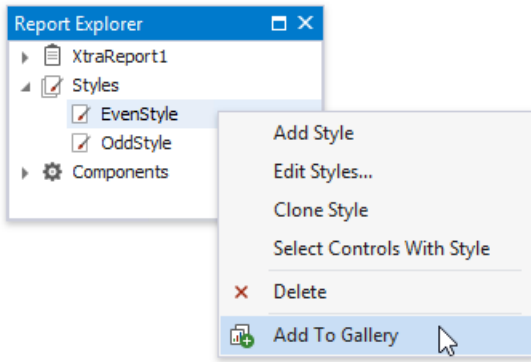 Report Explorer
XtraReport1
Styles
EvenStyle
OddStyle
Components
Add Style
Edit Styles...
Clone Style
Select Controls With Style
Delete
Add To Gallery